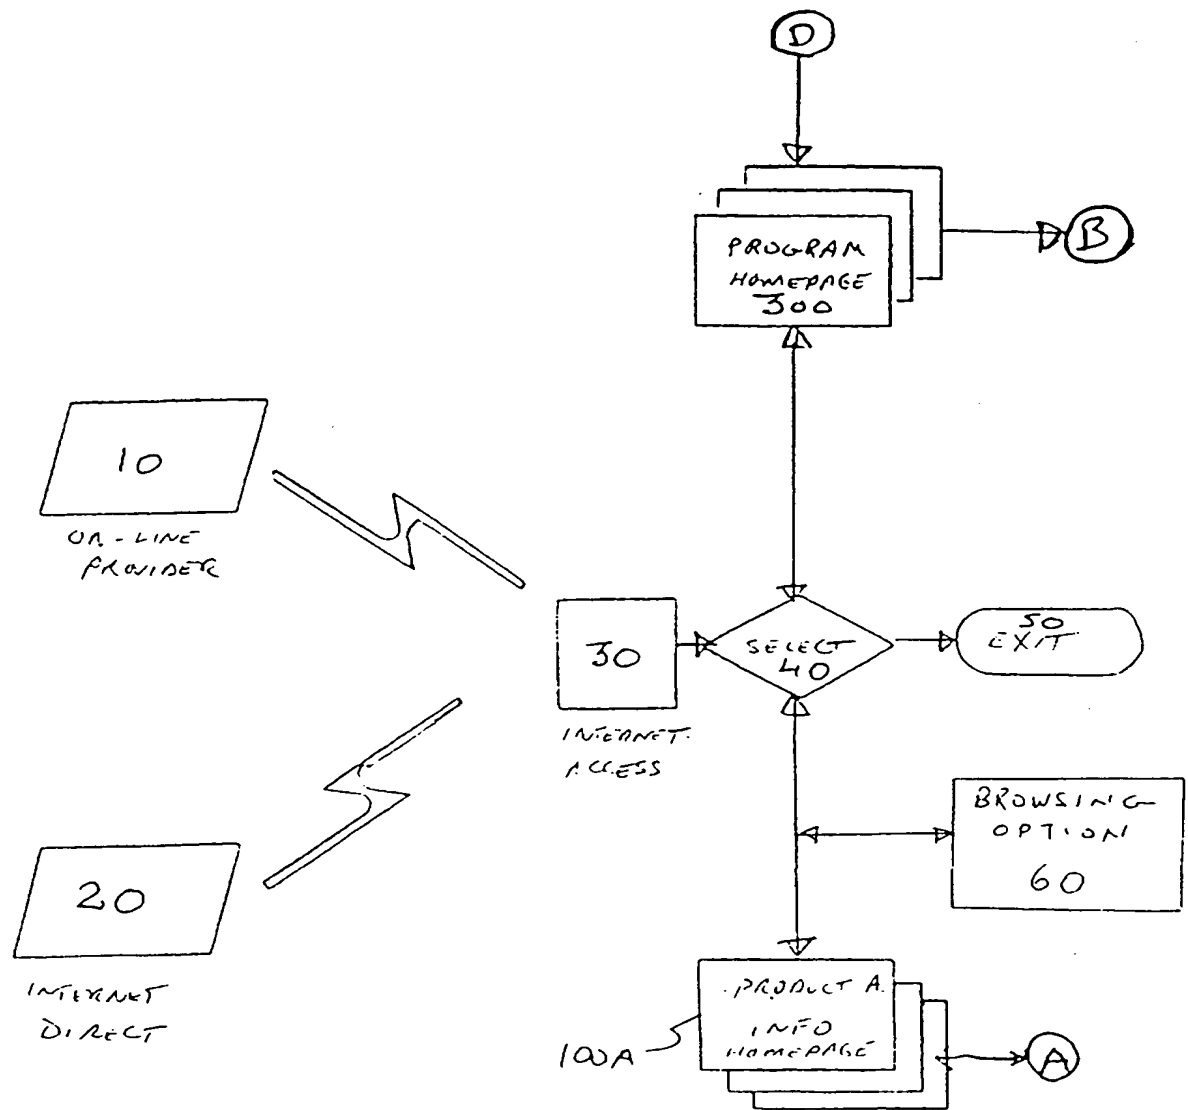 D
PROGRAM
HOMEPAGE
300
B
10
ON-LINE
PROVIDER
30
INTERNET
ACCESS
SELECT
40
50
EXIT
BROWSING
OPTION
60
20
INTERNET
DIRECT
PRODUCT A
INFO
HOMEPAGE
100A
A